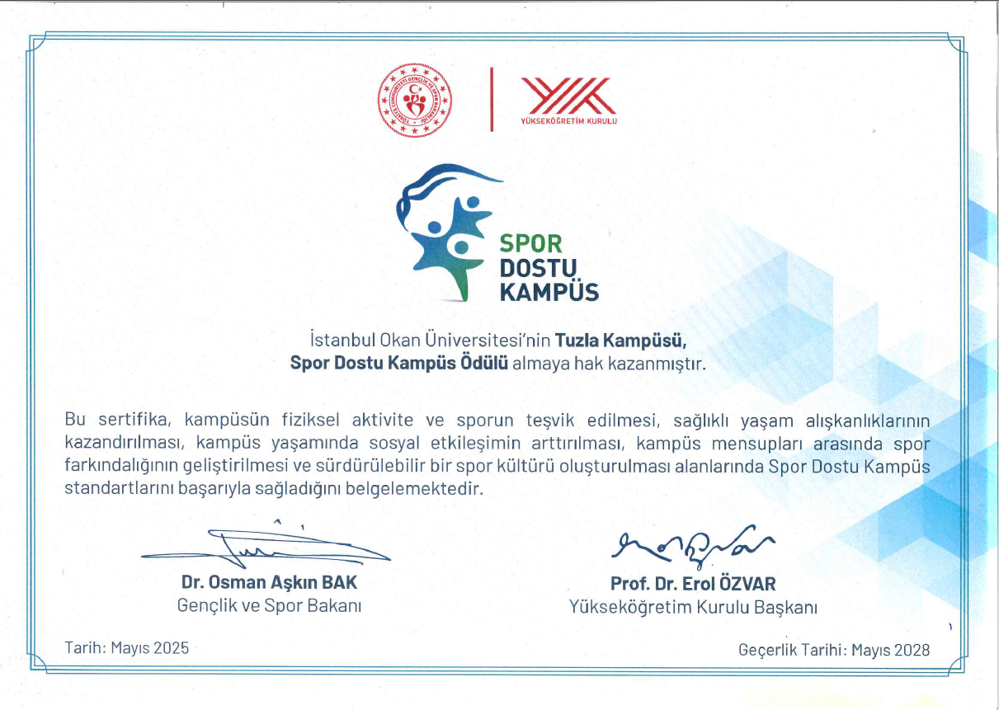 TÜRKİYE CUMHURİYETİ GENÇLİK VE SPOR BAKANLIĞI
YÖK
YÜKSEKÖĞRETİM KURULU
SPOR
DOSTU
KAMPÜS
İstanbul Okan Üniversitesi’nin Tuzla Kampüsü,
Spor Dostu Kampüs Ödülü almaya hak kazanmıştır.
Bu sertifika, kampüsün fiziksel aktivite ve sporun teşvik edilmesi, sağlıklı yaşam alışkanlıklarının
kazandırılması, kampüs yaşamında sosyal etkileşimin arttırılması, kampüs mensupları arasında spor
farkındalığının geliştirilmesi ve sürdürülebilir bir spor kültürü oluşturulması alanlarında Spor Dostu Kampüs
standartlarını başarıyla sağladığını belgelemektedir.
Dr. Osman Aşkın BAK
Gençlik ve Spor Bakanı
Prof. Dr. Erol ÖZVAR
Yükseköğretim Kurulu Başkanı
Tarih: Mayıs 2025
Geçerlik Tarihi: Mayıs 2028